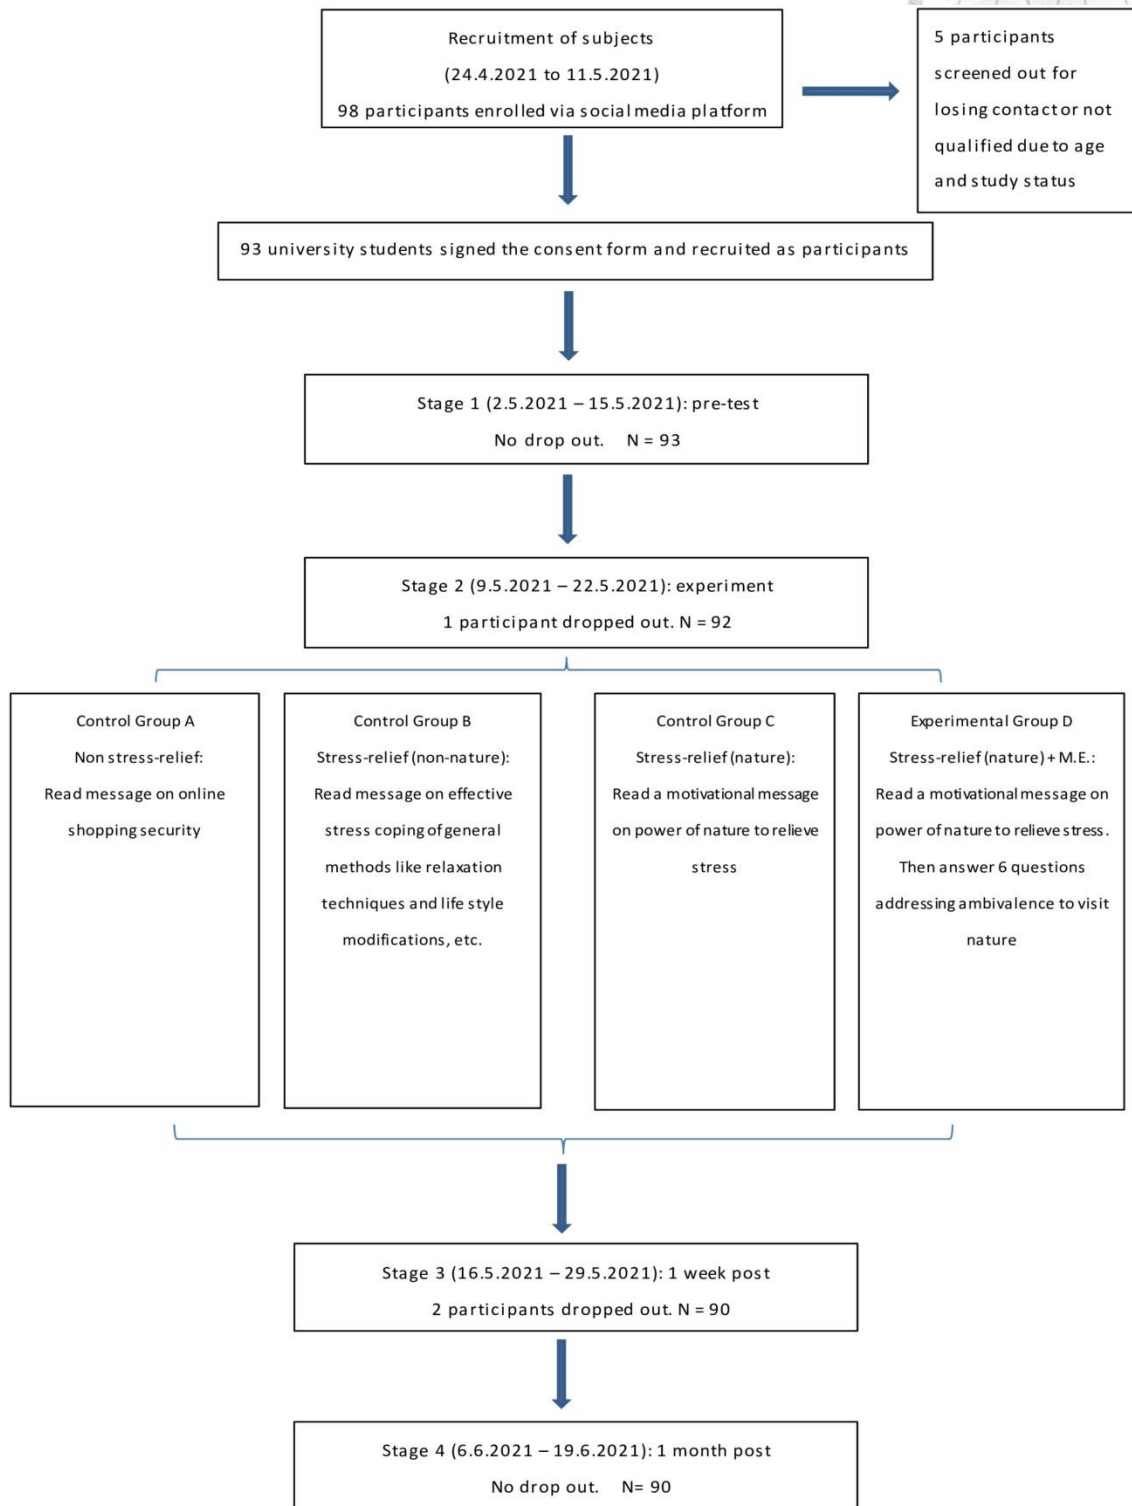 Recruitment of subjects
(24.4.2021 to 11.5.2021)
98 participants enrolled via social media platform
5 participants
screened out for
losing contact or not
qualified due to age
and study status
93 university students signed the consent form and recruited as participants
Stage 1 (2.5.2021 – 15.5.2021): pre-test
No drop out. N = 93
Stage 2 (9.5.2021 – 22.5.2021): experiment
1 participant dropped out. N = 92
Control Group A
Non stress-relief:
Read message on online
shopping security
Control Group B
Stress-relief (non-nature):
Read message on effective
stress coping of general
methods like relaxation
techniques and life style
modifications, etc.
Control Group C
Stress-relief (nature):
Read a motivational message
on power of nature to relieve
stress
Experimental Group D
Stress-relief (nature) + M.E.:
Read a motivational message on
power of nature to relieve stress.
Then answer 6 questions
addressing ambivalence to visit
nature
Stage 3 (16.5.2021 – 29.5.2021): 1 week post
2 participants dropped out. N = 90
Stage 4 (6.6.2021 – 19.6.2021): 1 month post
No drop out. N= 90